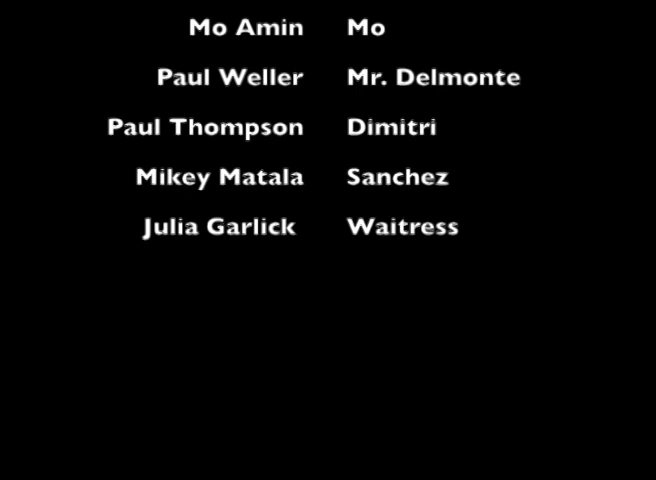 Mo Amin Mo
Paul Weller Mr. Delmonte
Paul Thompson Dimitri
Mikey Matala Sanchez
Julia Garlick Waitress